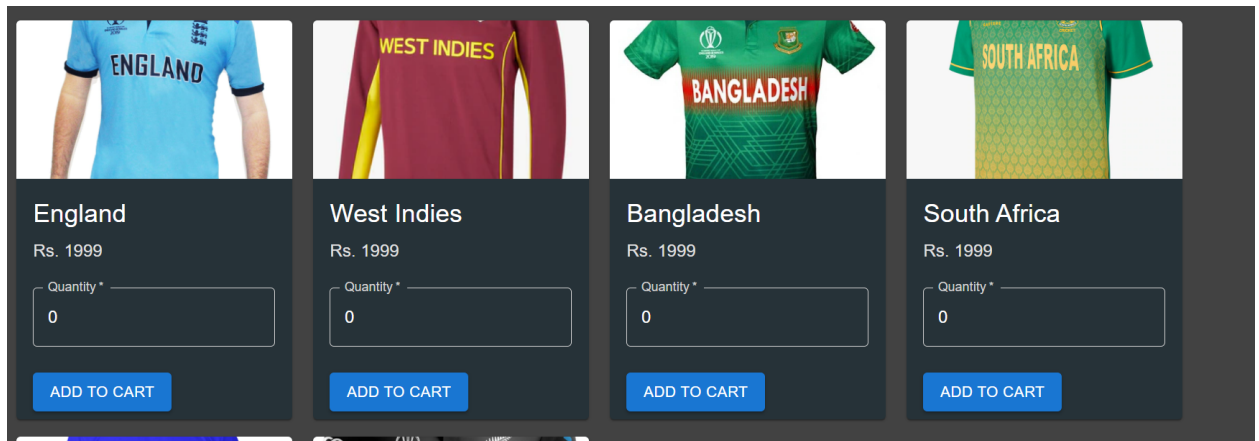 ENGLAND
WEST INDIES
BANGLADESH
SOUTH AFRICA
England
West Indies
Bangladesh
South Africa
Rs. 1999
Rs. 1999
Rs. 1999
Rs. 1999
Quantity *
Quantity *
Quantity *
Quantity *
0
0
0
0
ADD TO CART
ADD TO CART
ADD TO CART
ADD TO CART